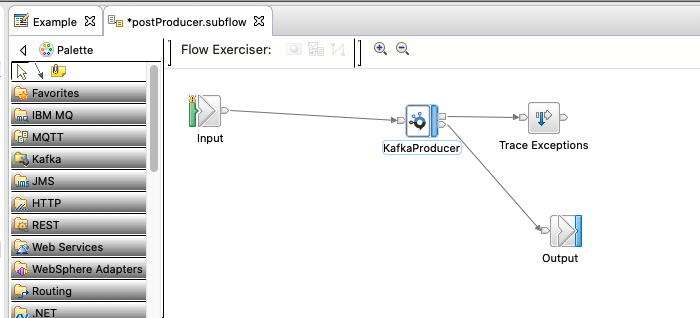 Example
*postProducer.subflow
Palette
Flow Exerciser:
Favorites
IBM MQ
MQTT
Kafka
JMS
HTTP
REST
Web Services
WebSphere Adapters
Routing
.NET
Input
KafkaProducer
Trace Exceptions
Output